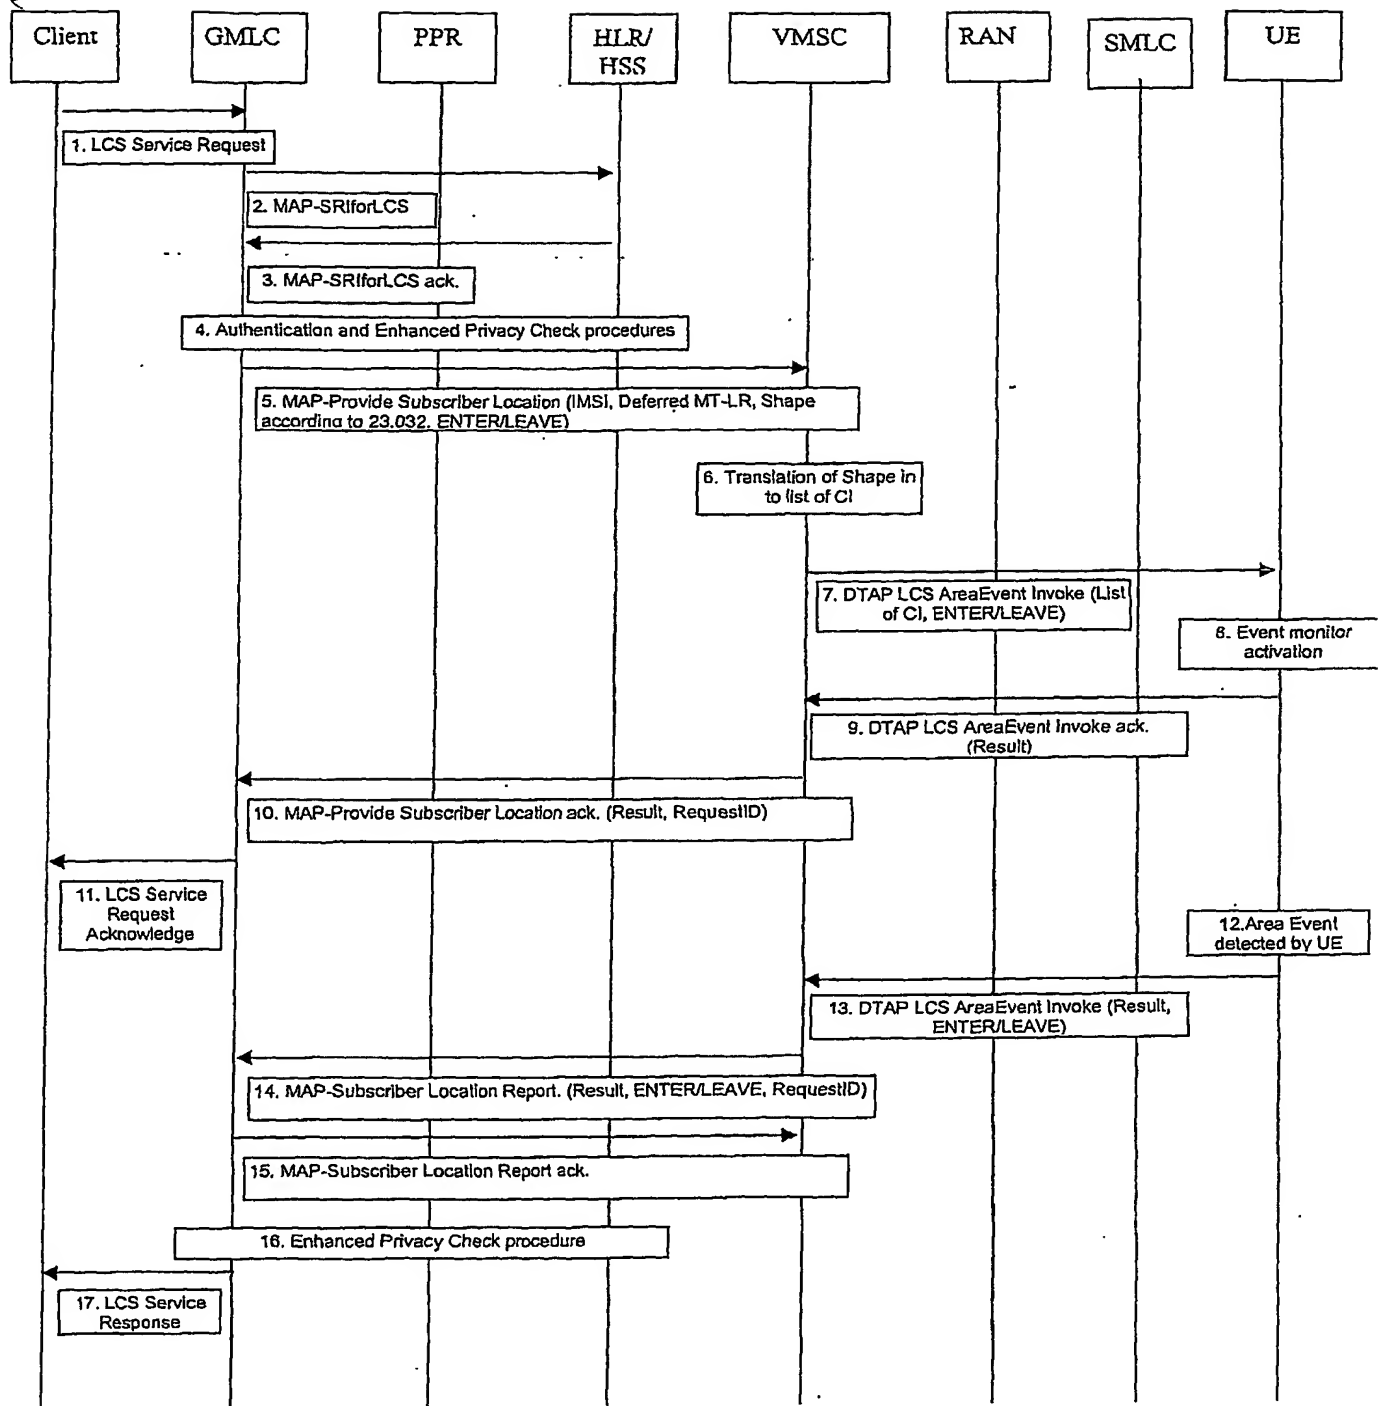 Client GMLC PPR HLR/ VMSC RAN SMLC UE
HSS
1. LCS Service Request
2. MAP-SRIforLCS
3. MAP-SRIforLCS ack.
4. Authentication and Enhanced Privacy Check procedures
5. MAP-Provide Subscriber Location (IMSI, Deferred MT-LR, Shape
according to 23.032. ENTER/LEAVE)
6. Translation of Shape in
to list of CI
7. DTAP LCS AreaEvent Invoke (List
of CI, ENTER/LEAVE)
8. Event monitor
activation
9. DTAP LCS AreaEvent Invoke ack.
(Result)
10. MAP-Provide Subscriber Location ack. (Result, RequestID)
11. LCS Service
Request
Acknowledge
12.Area Event
detected by UE
13. DTAP LCS AreaEvent Invoke (Result,
ENTER/LEAVE)
14. MAP-Subscriber Location Report. (Result, ENTER/LEAVE, RequestID)
15. MAP-Subscriber Location Report ack.
16. Enhanced Privacy Check procedure
17. LCS Service
Response